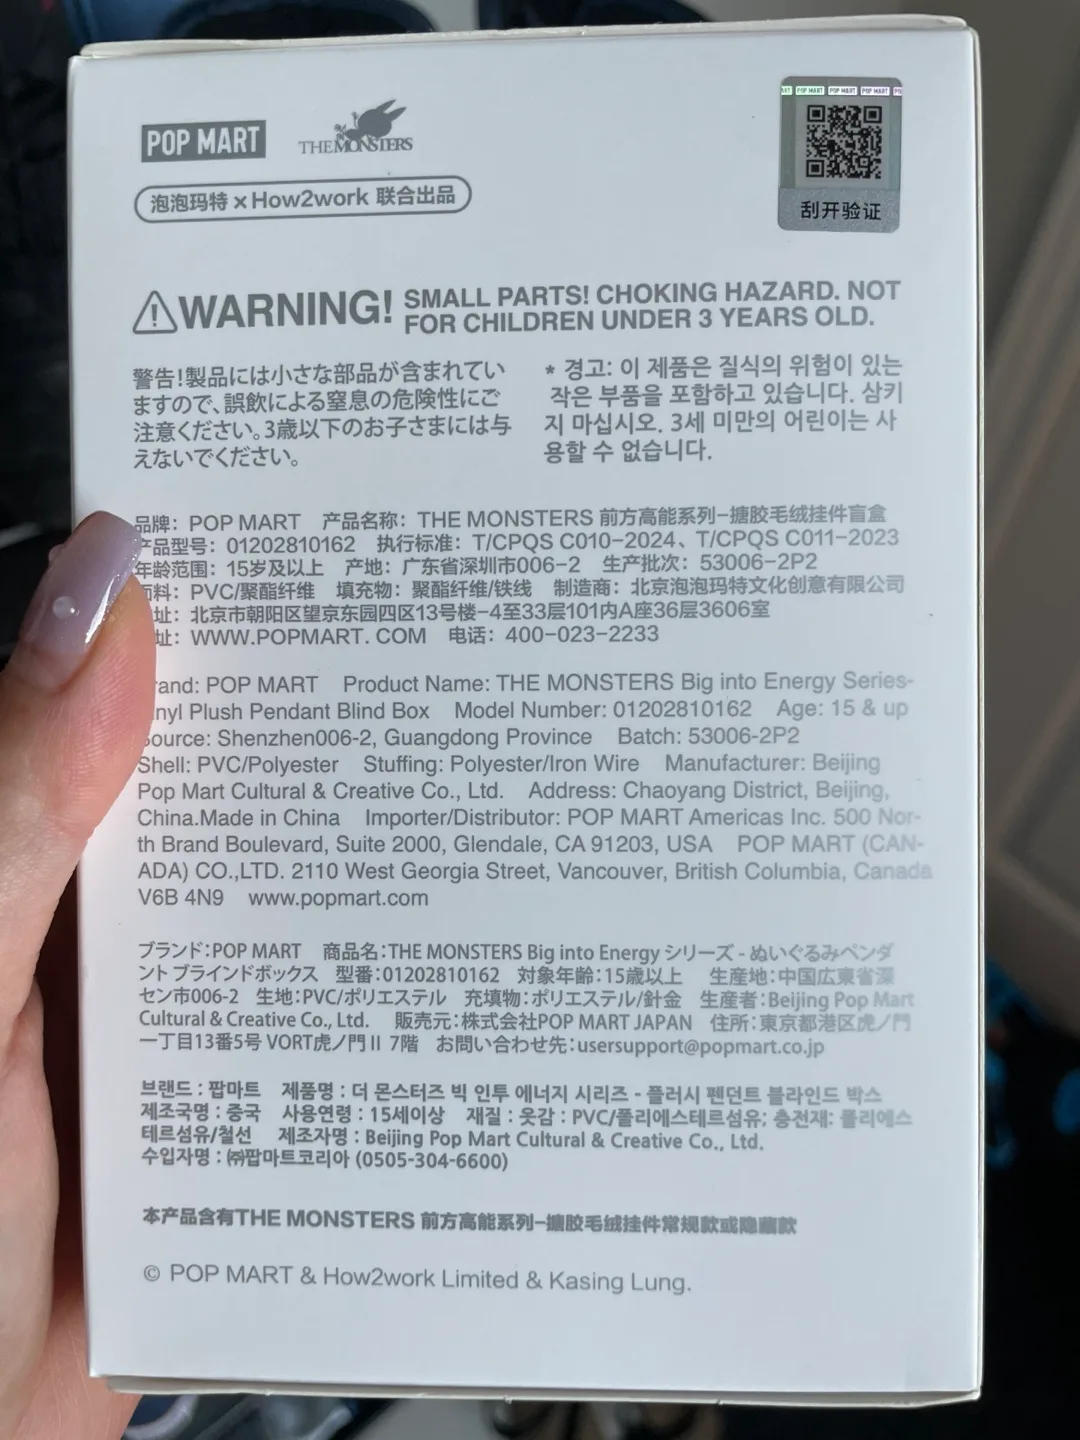 POP MART
THE MONSTERS
泡泡玛特 × How2work 联合出品
POP MART POP MART POP MART
刮开验证
WARNING! SMALL PARTS! CHOKING HAZARD. NOT
FOR CHILDREN UNDER 3 YEARS OLD.
警告!製品には小さな部品が含まれてい
ますので、誤飲による窒息の危険性にご
注意ください。3歳以下のお子さまには与
えないでください。
* 경고: 이 제품은 질식의 위험이 있는
작은 부품을 포함하고 있습니다. 삼키
지 마십시오. 3세 미만의 어린이는 사
용할 수 없습니다.
品牌: POP MART 产品名称: THE MONSTERS 前方高能系列-搪胶毛绒挂件盲盒
产品型号: 01202810162 执行标准: T/CPQS C010-2024、T/CPQS C011-2023
年龄范围: 15岁及以上 产地: 广东省深圳市006-2 生产批次: 53006-2P2
料: PVC/聚酯纤维 填充物: 聚酯纤维/铁线 制造商: 北京泡泡玛特文化创意有限公司
址: 北京市朝阳区望京东园四区13号楼-4至33层101内A座36层3606室
址: WWW.POPMART. COM 电话: 400-023-2233
rand: POP MART Product Name: THE MONSTERS Big into Energy Series-
nyl Plush Pendant Blind Box Model Number: 01202810162 Age: 15 & up
ource: Shenzhen006-2, Guangdong Province Batch: 53006-2P2
Shell: PVC/Polyester Stuffing: Polyester/Iron Wire Manufacturer: Beijing
Pop Mart Cultural & Creative Co., Ltd. Address: Chaoyang District, Beijing,
China.Made in China Importer/Distributor: POP MART Americas Inc. 500 Nor-
th Brand Boulevard, Suite 2000, Glendale, CA 91203, USA POP MART (CAN-
ADA) CO.,LTD. 2110 West Georgia Street, Vancouver, British Columbia, Canada
V6B 4N9 www.popmart.com
ブランド:POP MART 商品名:THE MONSTERS Big into Energy シリーズ - ぬいぐるみペンダ
ント ブラインドボックス 型番:01202810162 対象年齢:15歳以上 生産地:中国広東省深
セン市006-2 生地:PVC/ポリエステル 充填物:ポリエステル/針金 生産者:Beijing Pop Mart
Cultural & Creative Co., Ltd. 販売元:株式会社POP MART JAPAN 住所:東京都港区虎ノ門
一丁目13番5号 VORT虎ノ門Ⅱ 7階 お問い合わせ先:usersupport@popmart.co.jp
브랜드 : 팝마트 제품명 : 더 몬스터즈 빅 인투 에너지 시리즈 - 플러시 펜던트 블라인드 박스
제조국명 : 중국 사용연령 : 15세이상 재질 : 옷감 : PVC/폴리에스테르섬유; 충전재: 폴리에스
테르섬유/철선 제조자명 : Beijing Pop Mart Cultural & Creative Co., Ltd.
수입자명 : ㈜팝마트코리아 (0505-304-6600)
本产品含有THE MONSTERS 前方高能系列-搪胶毛绒挂件常规款或隐藏款
© POP MART & How2work Limited & Kasing Lung.